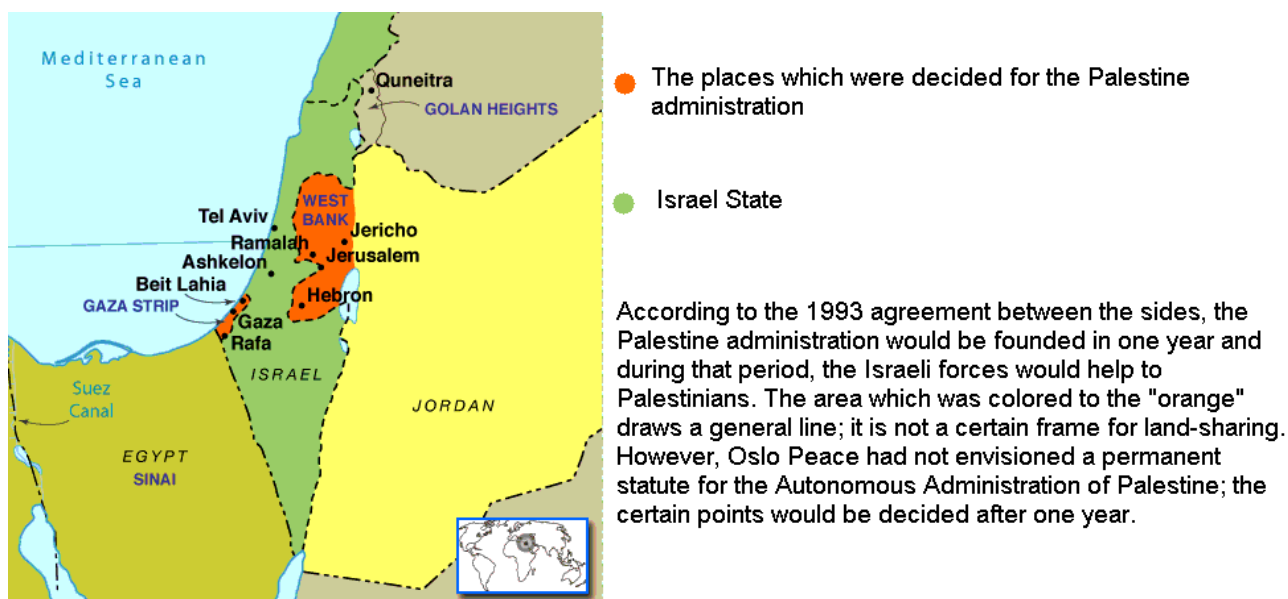 Mediterranean
Sea
Quneitra
GOLAN HEIGHTS
WEST
BANK
Tel Aviv
Jericho
Ramalah
Jerusalem
Ashkelon
Beit Lahia
Hebron
GAZA STRIP
Gaza
Rafa
ISRAEL
Suez
Canal
JORDAN
EGYPT
SINAI
The places which were decided for the Palestine
administration
Israel State
According to the 1993 agreement between the sides, the
Palestine administration would be founded in one year and
during that period, the Israeli forces would help to
Palestinians. The area which was colored to the "orange"
draws a general line; it is not a certain frame for land-sharing.
However, Oslo Peace had not envisioned a permanent
statute for the Autonomous Administration of Palestine; the
certain points would be decided after one year.